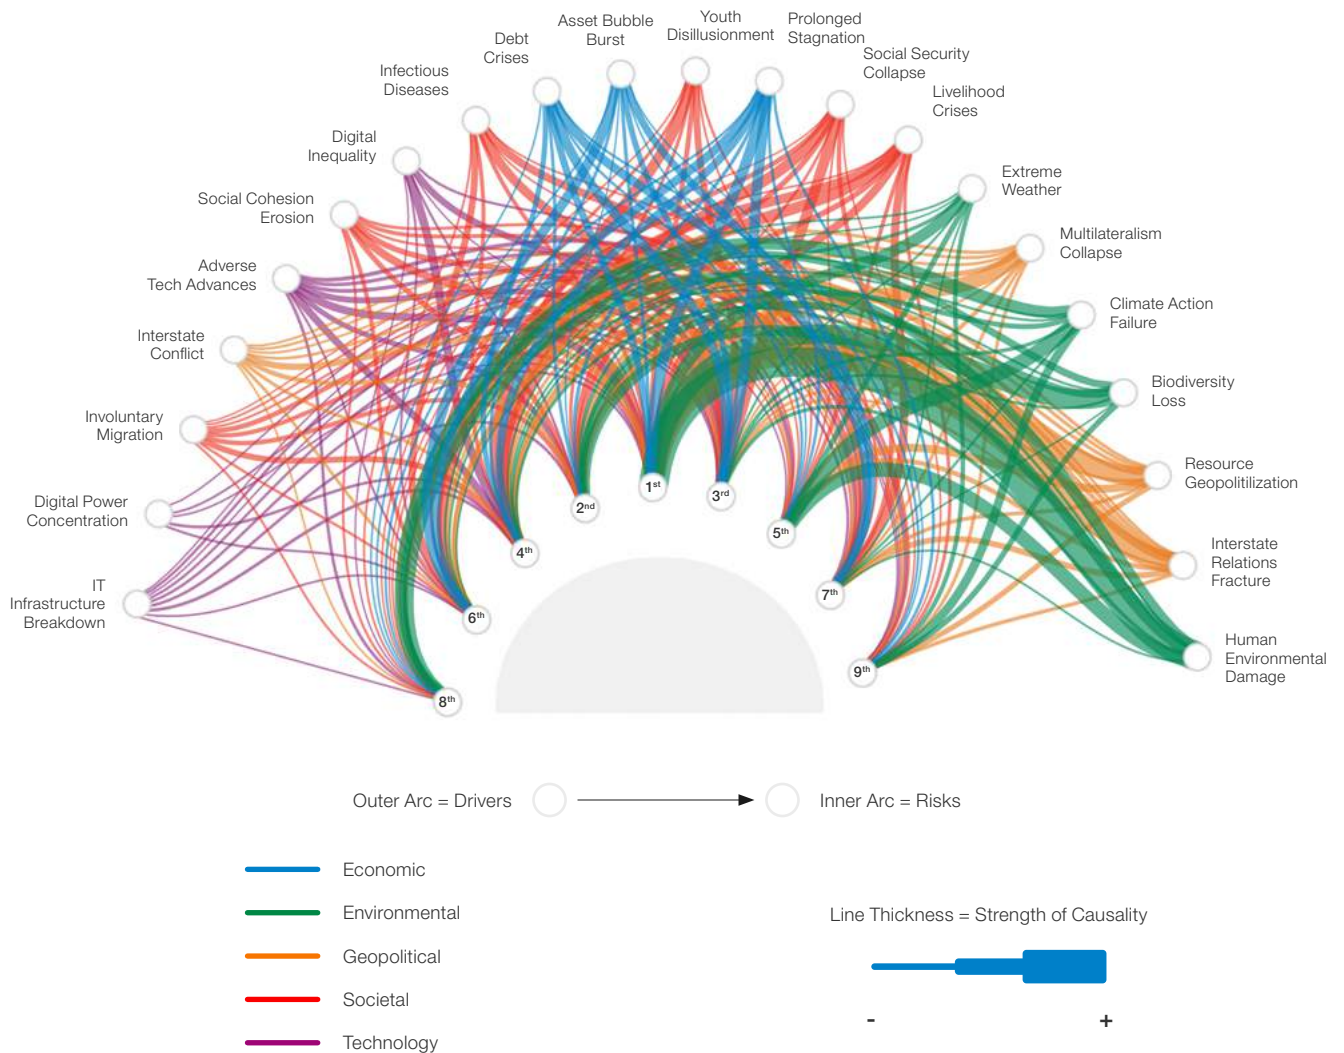 Asset Bubble
Burst
Youth
Disillusionment
Prolonged
Stagnation
Debt
Crises
Social Security
Collapse
Infectious
Diseases
Livelihood
Crises
Digital
Inequality
Extreme
Weather
Social Cohesion
Erosion
Multilateralism
Collapse
Adverse
Tech Advances
Climate Action
Failure
Interstate
Conflict
Biodiversity
Loss
Involuntary
Migration
Resource
Geopolitilization
Digital Power
Concentration
Interstate
Relations
Fracture
IT
Infrastructure
Breakdown
Human
Environmental
Damage
1st
2nd
3rd
4th
5th
6th
7th
8th
9th
Outer Arc = Drivers
Inner Arc = Risks
Economic
Environmental
Geopolitical
Societal
Technology
Line Thickness = Strength of Causality
- +